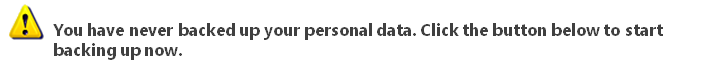 You have never backed up your personal data. Click the button below to start
backing up now.